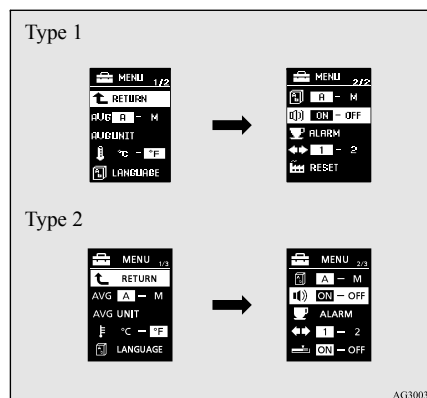 Type 1
MENU 1/2
RETURN
AVG A - M
AVG UNIT
°C - °F
LANGUAGE
MENU 2/2
A - M
ON - OFF
ALARM
1 - 2
RESET
Type 2
MENU 1/3
RETURN
AVG A - M
AVG UNIT
°C - °F
LANGUAGE
MENU 2/3
A - M
ON - OFF
ALARM
1 - 2
ON - OFF
AG3003